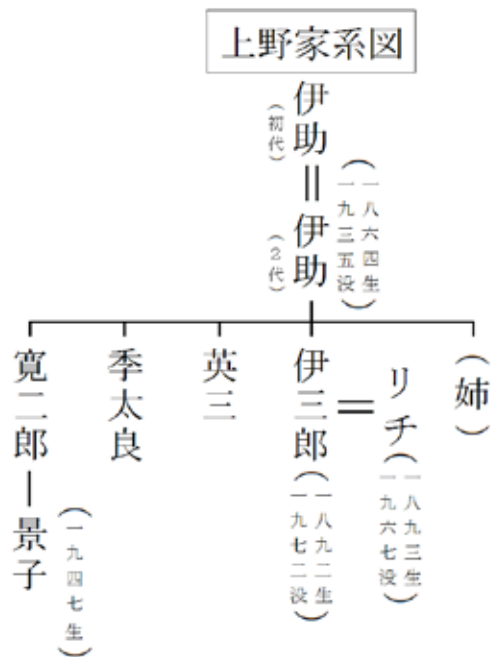 上野家系図
伊助
（初代）
伊助
（2代）
（一八六四生
一九三五没）
（姉）
リチ
（一八九三生
一九六七没）
伊三郎
（一八九二生
一九七二没）
英三
季太良
寛二郎
景子
（一九四七生）